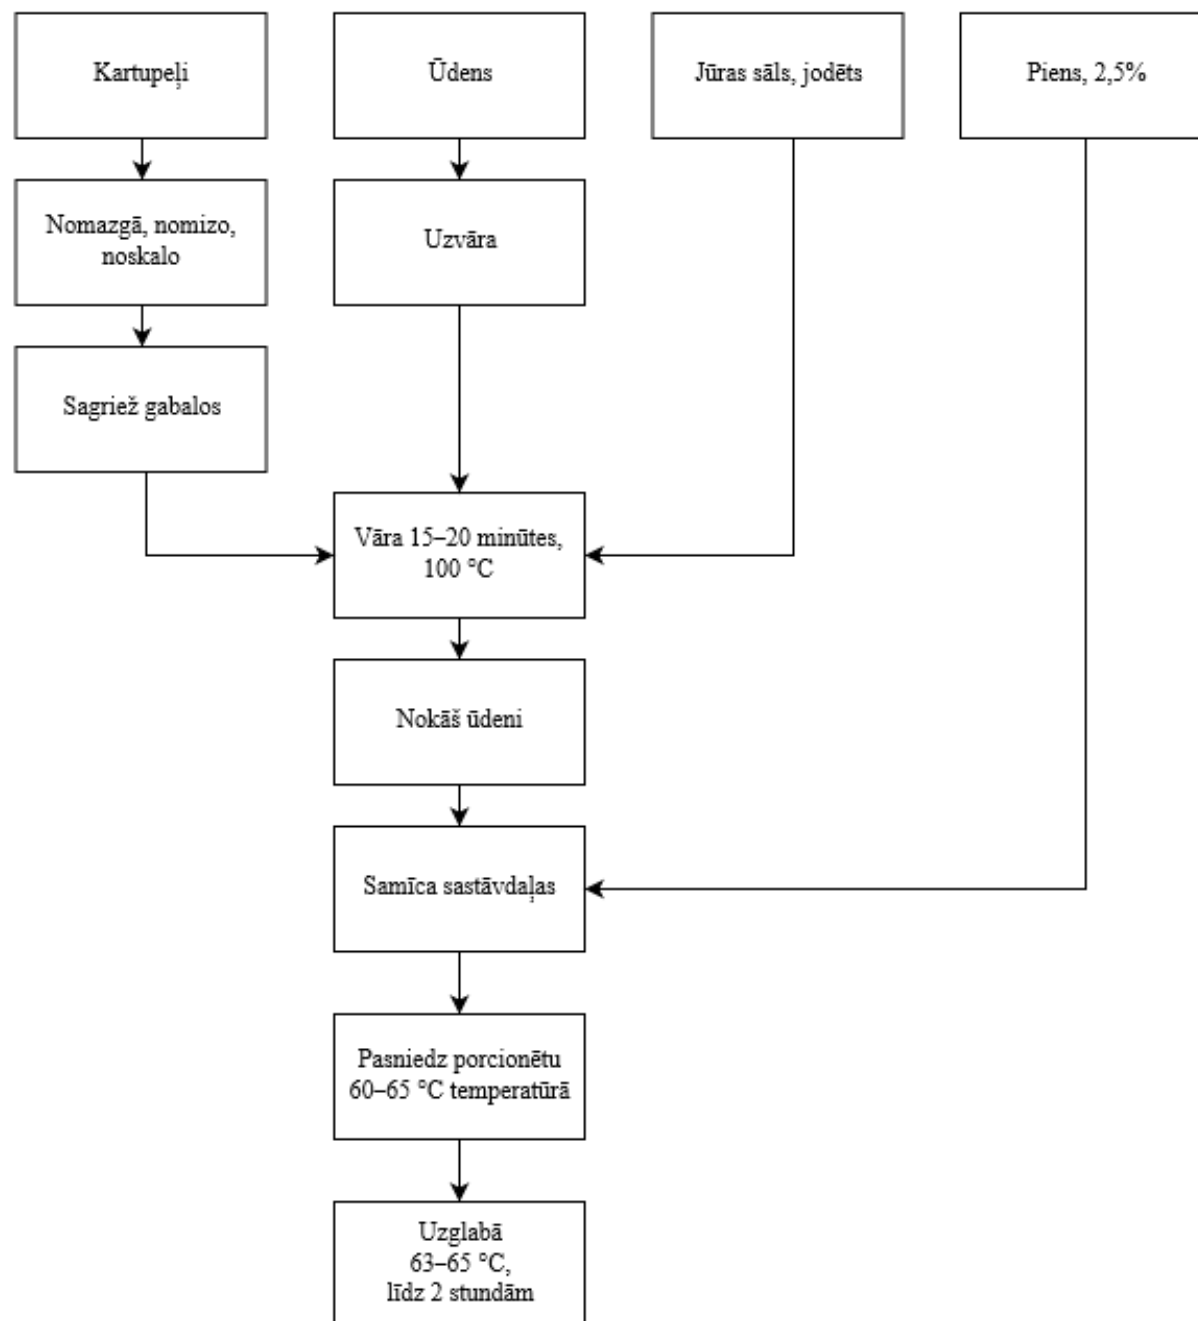 Kartupeļi
Ūdens
Jūras sāls, jodēts
Piens, 2,5%
Nomazgā, nomizo,
noskalo
Uzvāra
Sagriež gabalos
Vāra 15–20 minūtes,
100 °C
Nokāš ūdeni
Samīca sastāvdaļas
Pasniedz porcionētu
60–65 °C temperatūrā
Uzglabā
63–65 °C,
līdz 2 stundām